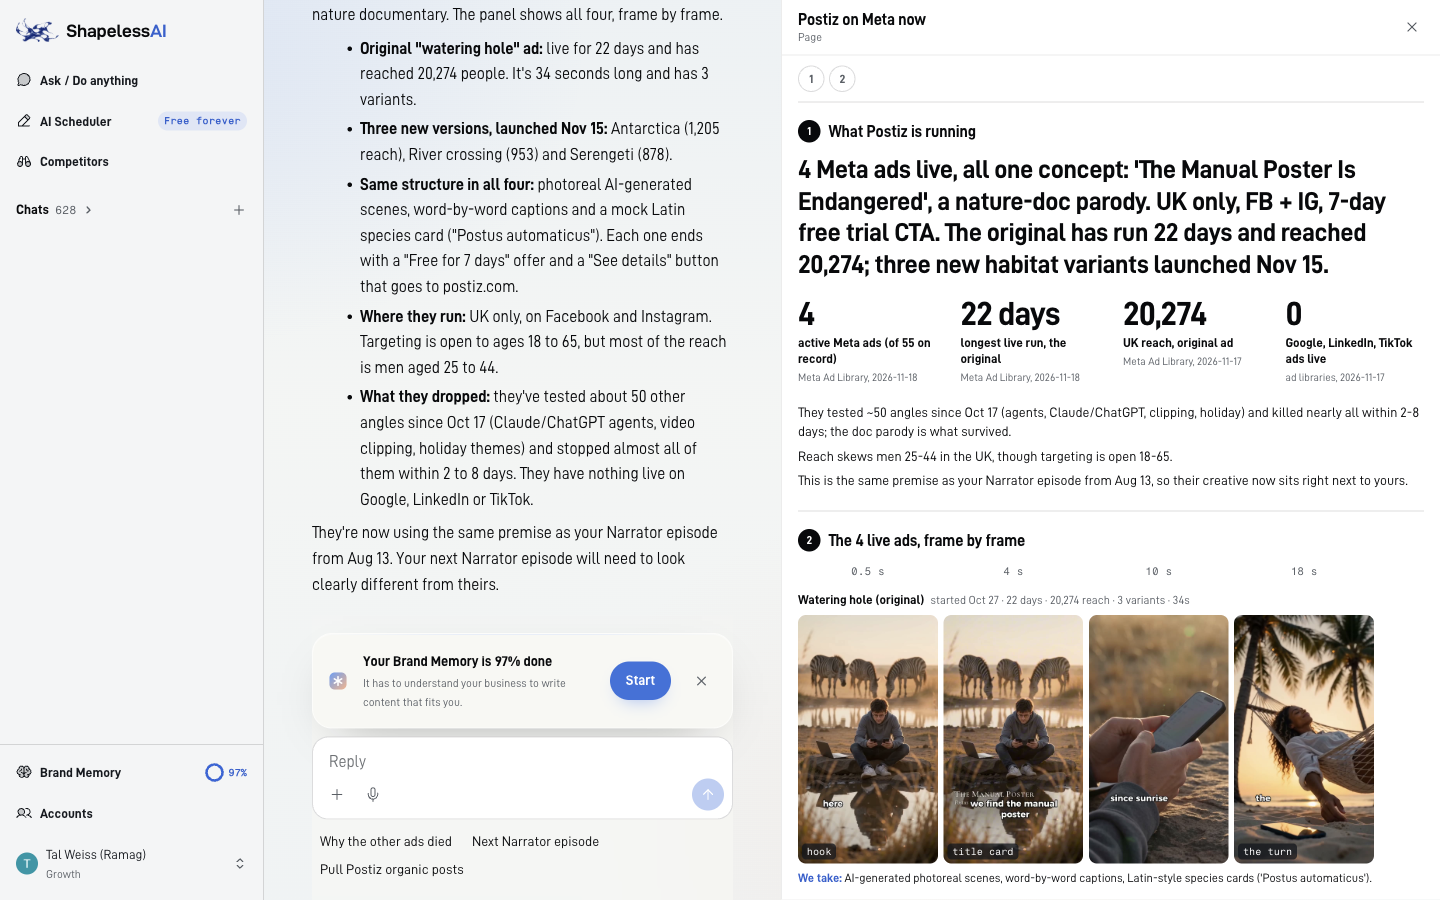 ShapelessAI
Ask / Do anything
AI Scheduler
Free forever
Competitors
Chats 628
Brand Memory
97%
Accounts
T
Tal Weiss (Ramag)
Growth
nature documentary. The panel shows all four, frame by frame.
• Original "watering hole" ad: live for 22 days and has
reached 20,274 people. It's 34 seconds long and has 3
variants.
• Three new versions, launched Nov 15: Antarctica (1,205
reach), River crossing (953) and Serengeti (878).
• Same structure in all four: photoreal AI-generated
scenes, word-by-word captions and a mock Latin
species card ("Postus automaticus"). Each one ends
with a "Free for 7 days" offer and a "See details" button
that goes to postiz.com.
• Where they run: UK only, on Facebook and Instagram.
Targeting is open to ages 18 to 65, but most of the reach
is men aged 25 to 44.
• What they dropped: they've tested about 50 other
angles since Oct 17 (Claude/ChatGPT agents, video
clipping, holiday themes) and stopped almost all of
them within 2 to 8 days. They have nothing live on
Google, LinkedIn or TikTok.
They're now using the same premise as your Narrator episode
from Aug 13. Your next Narrator episode will need to look
clearly different from theirs.
Your Brand Memory is 97% done
It has to understand your business to write
content that fits you.
Start
Reply
Why the other ads died
Next Narrator episode
Pull Postiz organic posts
Postiz on Meta now
Page
1
2
1 What Postiz is running
4 Meta ads live, all one concept: 'The Manual Poster Is
Endangered', a nature-doc parody. UK only, FB + IG, 7-day
free trial CTA. The original has run 22 days and reached
20,274; three new habitat variants launched Nov 15.
4
active Meta ads (of 55 on
record)
Meta Ad Library, 2026-11-18
22 days
longest live run, the
original
Meta Ad Library, 2026-11-18
20,274
UK reach, original ad
Meta Ad Library, 2026-11-17
0
Google, LinkedIn, TikTok
ads live
ad libraries, 2026-11-17
They tested ~50 angles since Oct 17 (agents, Claude/ChatGPT, clipping, holiday) and killed nearly all within 2-8
days; the doc parody is what survived.
Reach skews men 25-44 in the UK, though targeting is open 18-65.
This is the same premise as your Narrator episode from Aug 13, so their creative now sits right next to yours.
2 The 4 live ads, frame by frame
0.5 s
4 s
10 s
18 s
Watering hole (original) started Oct 27 · 22 days · 20,274 reach · 3 variants · 34s
here
hook
The Manual Poster
we find the manual
poster
title card
since sunrise
the
the turn
We take: AI-generated photoreal scenes, word-by-word captions, Latin-style species cards ('Postus automaticus').